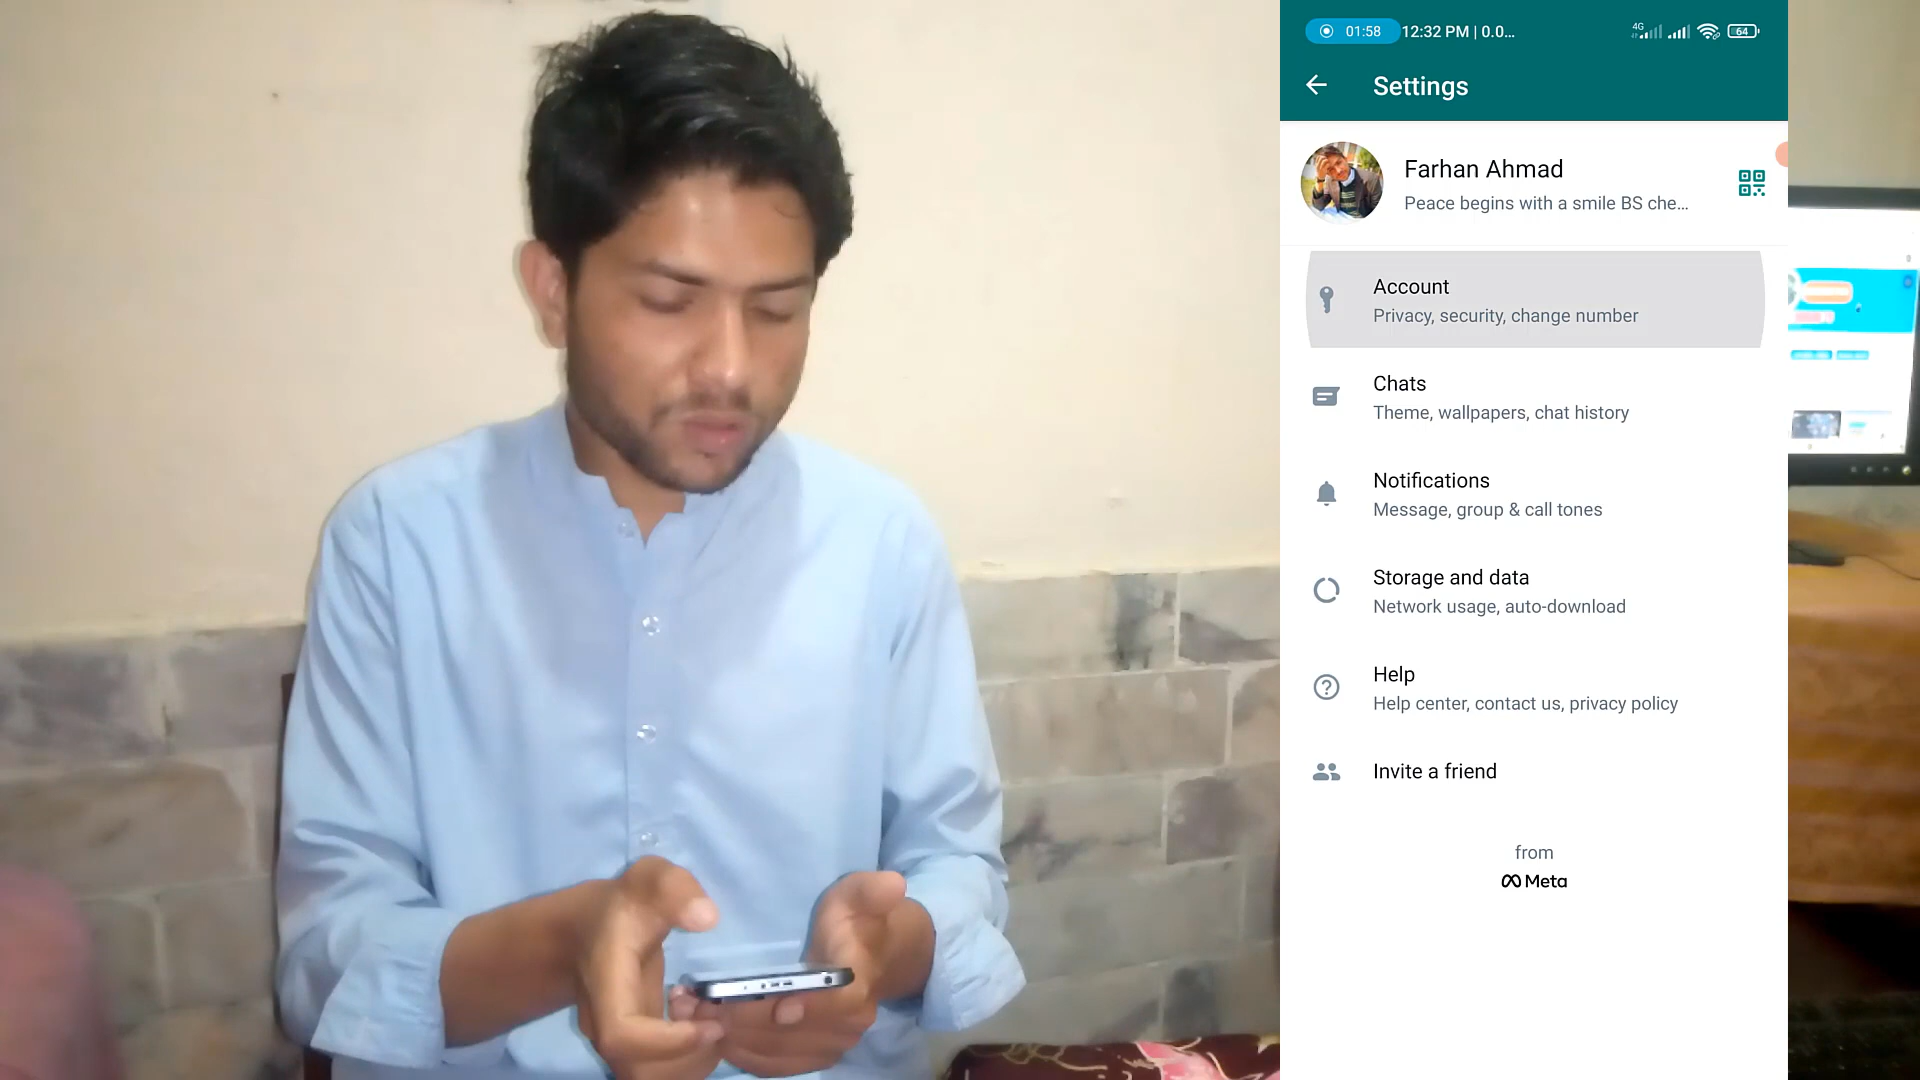 01:58 12:32 PM | 0.0... 4G 64
Settings
Farhan Ahmad
Peace begins with a smile BS che...
Account
Privacy, security, change number
Chats
Theme, wallpapers, chat history
Notifications
Message, group & call tones
Storage and data
Network usage, auto-download
Help
Help center, contact us, privacy policy
Invite a friend
from
Meta